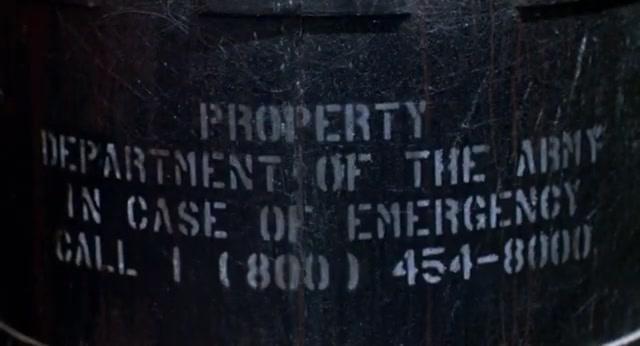 PROPERTY
DEPARTMENT OF THE ARMY
IN CASE OF EMERGENCY
CALL 1 (800) 454-8000